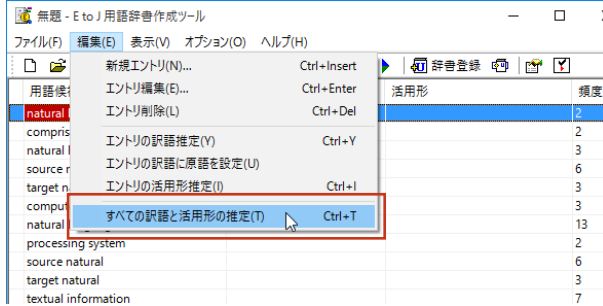 無題 - E to J 用語辞書作成ツール
ファイル(F) 編集(E) 表示(V) オプション(O) ヘルプ(H)
辞書登録
新規エントリ(N)... Ctrl+Insert
エントリ編集(E)... Ctrl+Enter
エントリ削除(L) Ctrl+Del
エントリの訳語推定(Y) Ctrl+Y
エントリの訳語に原語を設定(U)
エントリの活用形推定(I) Ctrl+I
すべての訳語と活用形の推定(T) Ctrl+T
用語候 活用形 頻度
natural 2
compris 2
natural 3
source r 6
target n 3
comput 3
natural 13
processing system 2
source natural 6
target natural 3
textual information 7